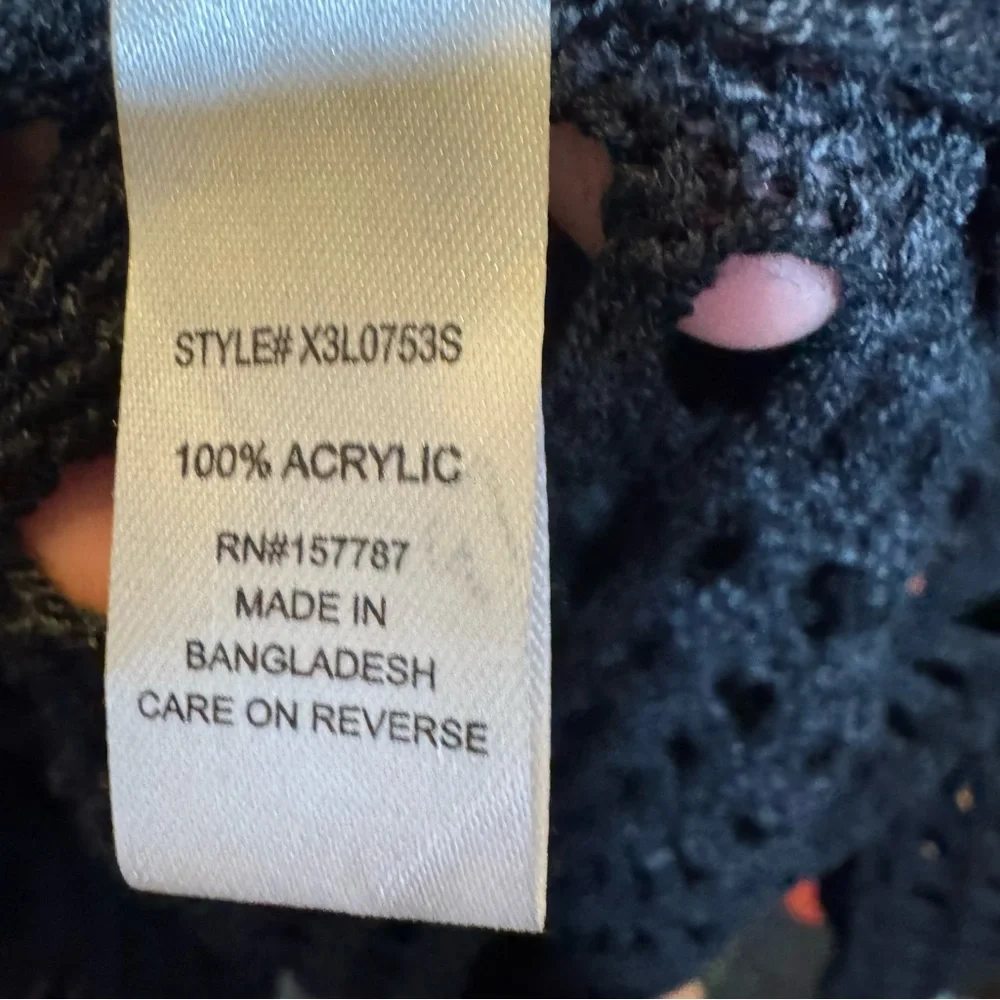 STYLE# X3L0753S
100% ACRYLIC
RN#157787
MADE IN
BANGLADESH
CARE ON REVERSE